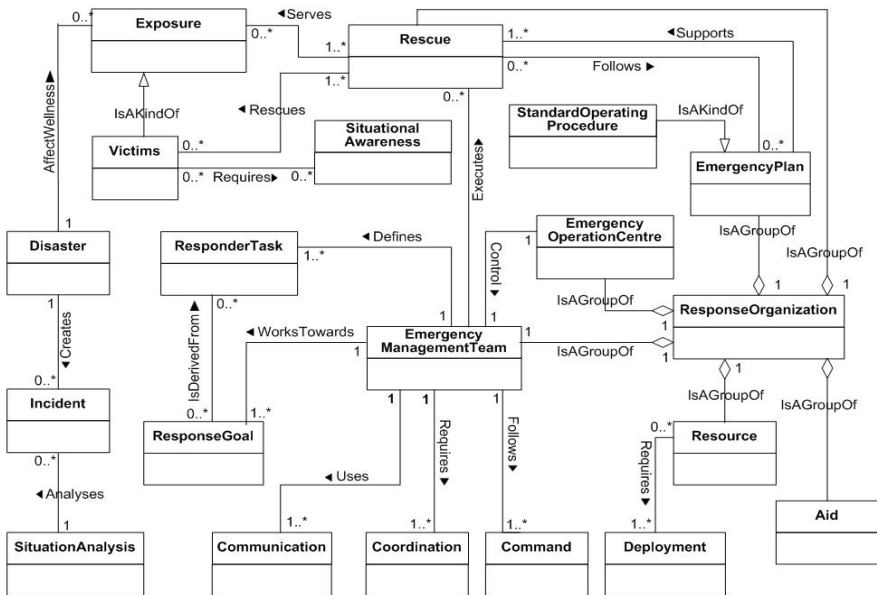 0..*
Exposure
0..*
◄Serves
1..*
Rescue
1..*
◄Supports
0..*
Follows ►
1..*
AffectWellness►
IsAKindOf
◄Rescues
0..*
Victims
0..*
Requires►
0..*
Situational
Awareness
0..*
Executes►
StandardOperating
Procedure
IsAKindOf
0..*
EmergencyPlan
1
Disaster
1
ResponderTask
1..*
◄Defines
1
Emergency
OperationCentre
Control►
1
IsAGroupOf
1
IsAGroupOf
1
IsAGroupOf
1
ResponseOrganization
Creates►
0..*
IsDerivedFrom►
◄WorksTowards
1
1
Emergency
ManagementTeam
1
IsAGroupOf
1
1
IsAGroupOf
IsAGroupOf
0..*
Incident
0..*
0..*
1..*
ResponseGoal
1
1
1
0..*
Resource
◄Analyses
1
◄Uses
1..*
Requires►
1..*
Follows►
1..*
Requires►
1..*
SituationAnalysis
Communication
Coordination
Command
Deployment
Aid